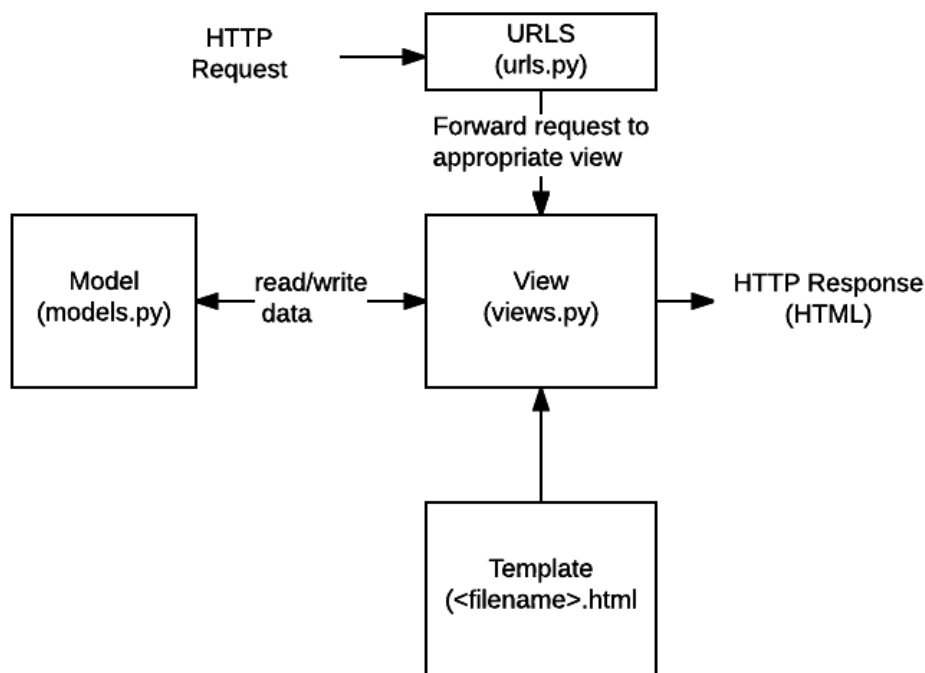 HTTP
Request
URLS
(urls.py)
Forward request to
appropriate view
Model
(models.py)
read/write
data
View
(views.py)
HTTP Response
(HTML)
Template
(<filename>.html